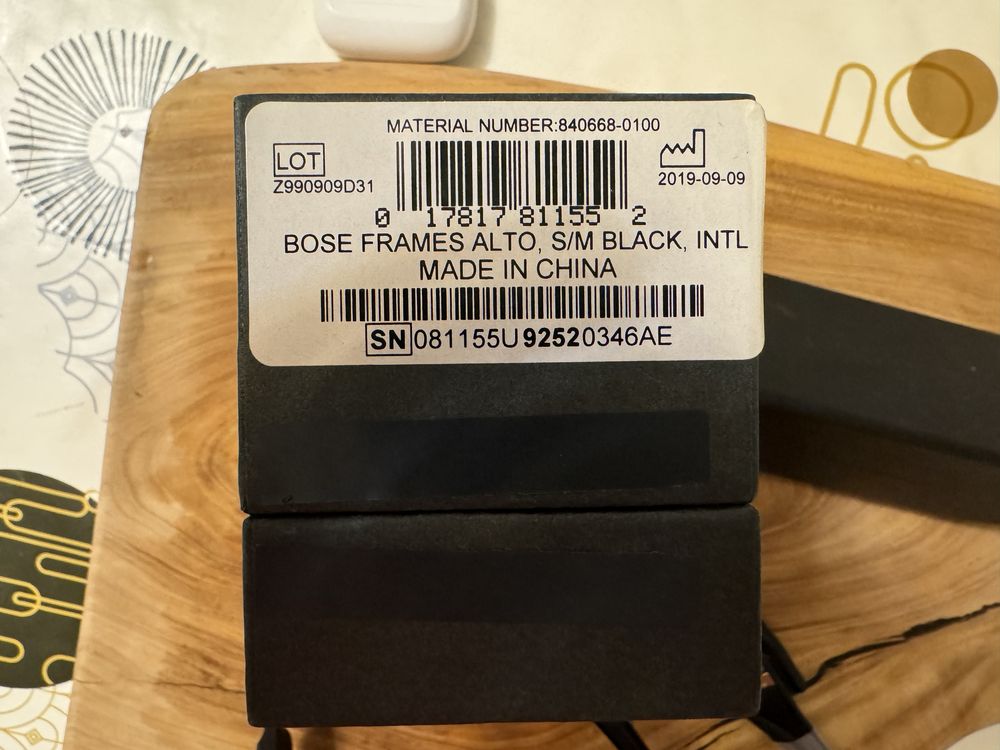 MATERIAL NUMBER:840668-0100
LOT
Z990909D31
2019-09-09
0 17817 81155 2
BOSE FRAMES ALTO, S/M BLACK, INTL
MADE IN CHINA
SN 081155U92520346AE